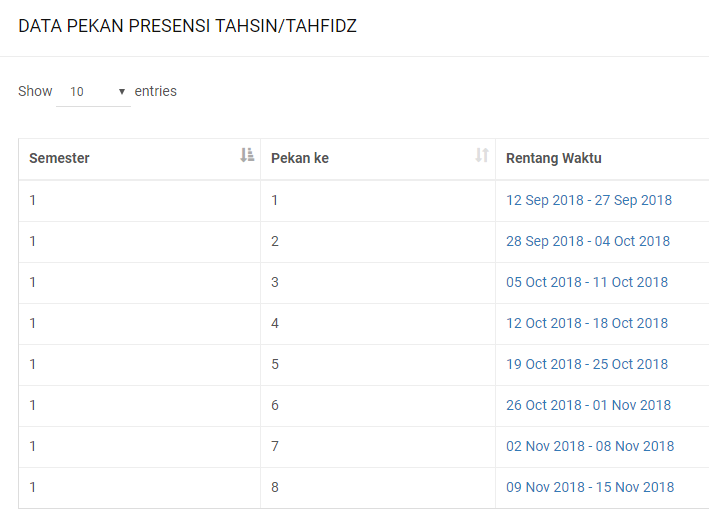 DATA PEKAN PRESENSI TAHSIN/TAHFIDZ
Show 10 entries
Semester Pekan ke Rentang Waktu
1 1 12 Sep 2018 - 27 Sep 2018
1 2 28 Sep 2018 - 04 Oct 2018
1 3 05 Oct 2018 - 11 Oct 2018
1 4 12 Oct 2018 - 18 Oct 2018
1 5 19 Oct 2018 - 25 Oct 2018
1 6 26 Oct 2018 - 01 Nov 2018
1 7 02 Nov 2018 - 08 Nov 2018
1 8 09 Nov 2018 - 15 Nov 2018